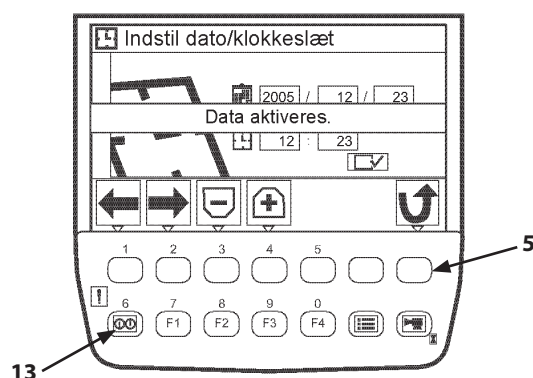 Indstil dato/klokkeslæt
2005 / 12 / 23
Data aktiveres.
12 : 23
1 2 3 4 5
5
! 6 7 8 9 0
F1 F2 F3 F4
13